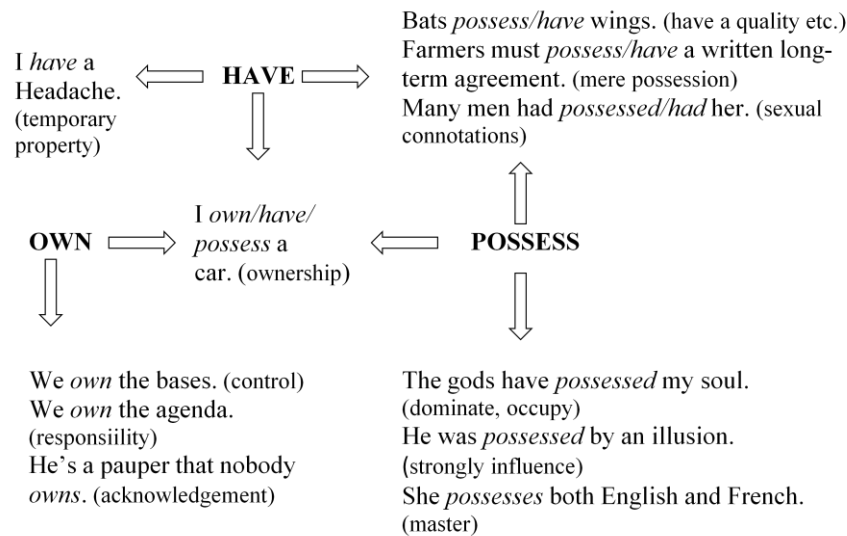 Bats possess/have wings. (have a quality etc.)
Farmers must possess/have a written long-
term agreement. (mere possession)
Many men had possessed/had her. (sexual
connotations)
I have a
Headache.
(temporary
property)
HAVE
I own/have/
possess a
car. (ownership)
OWN
POSSESS
We own the bases. (control)
We own the agenda.
(responsiility)
He's a pauper that nobody
owns. (acknowledgement)
The gods have possessed my soul.
(dominate, occupy)
He was possessed by an illusion.
(strongly influence)
She possesses both English and French.
(master)